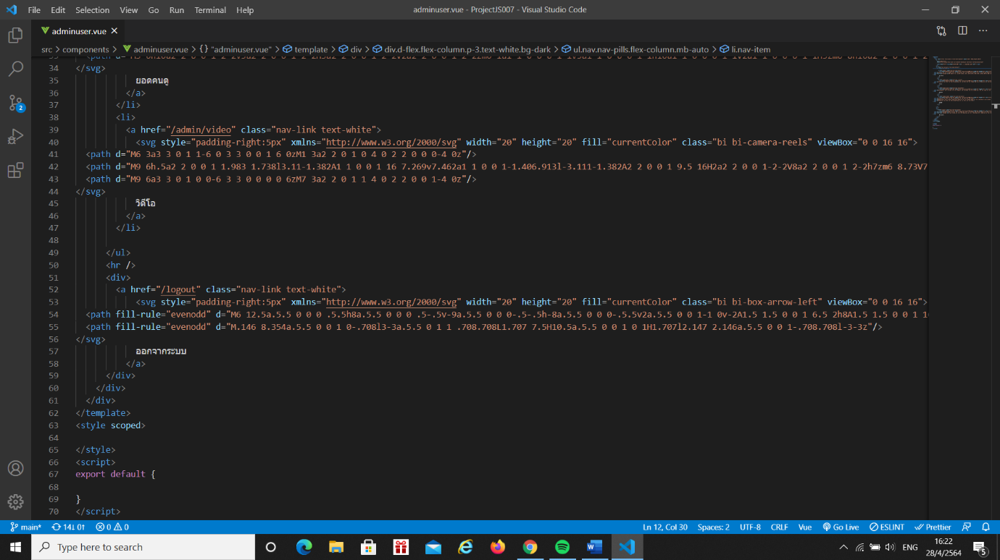 File Edit Selection View Go Run Terminal Help
adminuser.vue - ProjectJS007 - Visual Studio Code
adminuser.vue
src > components > adminuser.vue > {} "adminuser.vue" > template > div > div.d-flex.flex-column.p-3.text-white.bg-dark > ul.nav.nav-pills.flex-column.mb-auto > li.nav-item
34 </svg>
35 ยอดคนดู
36 </a>
37 </li>
38 <li>
39 <a href="/admin/video" class="nav-link text-white">
40 <svg style="padding-right:5px" xmlns="http://www.w3.org/2000/svg" width="20" height="20" fill="currentColor" class="bi bi-camera-reels" viewBox="0 0 16 16">
41 <path d="M6 3a3 3 0 1 1-6 0 3 3 0 0 1 6 0zM1 3a2 2 0 1 0 4 0 2 2 0 0 0-4 0z"/>
42 <path d="M9 6h.5a2 2 0 0 1 1.983 1.738l3.11-1.382A1 1 0 0 1 16 7.269v7.462a1 1 0 0 1-1.406.913l-3.111-1.382A2 2 0 0 1 9.5 16H2a2 2 0 0 1-2-2V8a2 2 0 0 1 2-2h7zm6 8.73V7
43 <path d="M9 6a3 3 0 1 0 0-6 3 3 0 0 0 0 6zM7 3a2 2 0 1 1 4 0 2 2 0 0 1-4 0z"/>
44 </svg>
45 วิดีโอ
46 </a>
47 </li>
48
49 </ul>
50 <hr />
51 <div>
52 <a href="/logout" class="nav-link text-white">
53 <svg style="padding-right:5px" xmlns="http://www.w3.org/2000/svg" width="20" height="20" fill="currentColor" class="bi bi-box-arrow-left" viewBox="0 0 16 16">
54 <path fill-rule="evenodd" d="M6 12.5a.5.5 0 0 0 .5.5h8a.5.5 0 0 0 .5-.5v-9a.5.5 0 0 0-.5-.5h-8a.5.5 0 0 0-.5.5v2a.5.5 0 0 1-1 0v-2A1.5 1.5 0 0 1 6.5 2h8A1.5 1.5 0 0 1
55 <path fill-rule="evenodd" d="M.146 8.354a.5.5 0 0 1 0-.708l3-3a.5.5 0 1 1 .708.708L1.707 7.5H10.5a.5.5 0 0 1 0 1H1.707l2.147 2.146a.5.5 0 0 1-.708.708l-3-3z"/>
56 </svg>
57 ออกจากระบบ
58 </a>
59 </div>
60 </div>
61 </div>
62 </template>
63 <style scoped>
64
65 </style>
66 <script>
67 export default {
68
69 }
70 </script>
2
main* 14↓ 0↑ 0 0 Ln 12, Col 30 Spaces: 2 UTF-8 CRLF Vue Go Live ESLINT Prettier
Type here to search
ENG
16:22
28/4/2564
5